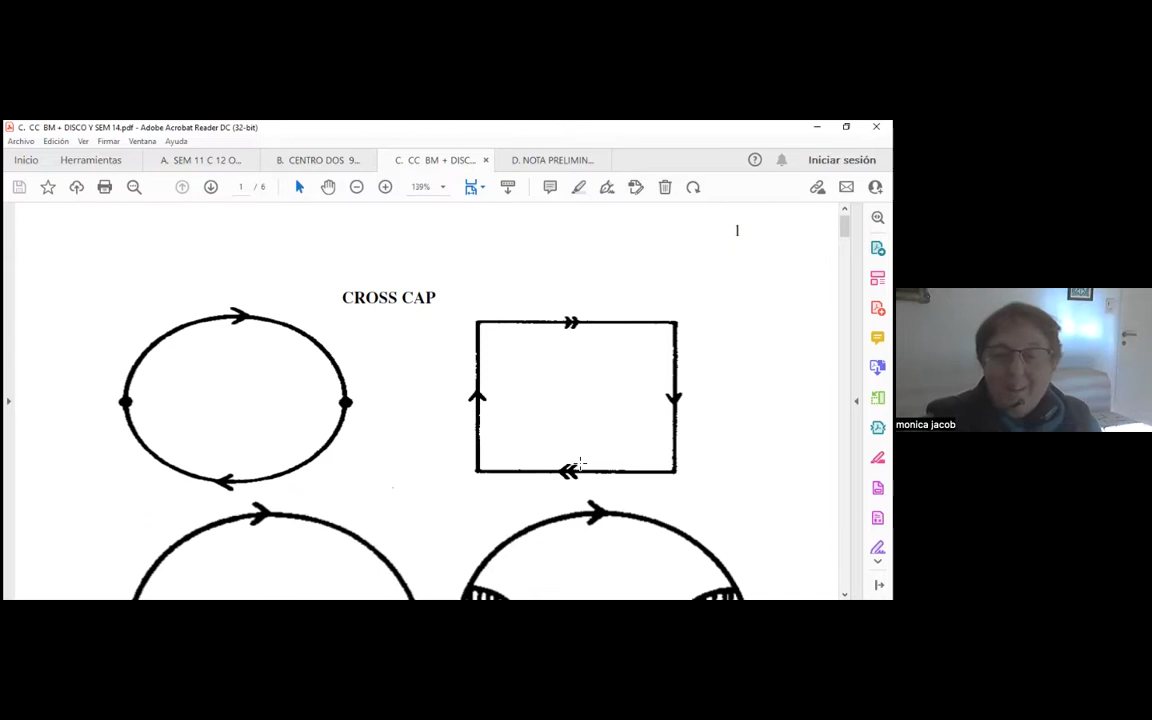 C. CC BM + DISCO Y SEM 14.pdf - Adobe Acrobat Reader DC (32-bit)
Archivo Edición Ver Firmar Ventana Ayuda
Inicio Herramientas A. SEM 11 C 12 O... B. CENTRO DOS 9... C. CC BM + DISC... × D. NOTA PRELIMIN... Iniciar sesión
1 / 6 139%
1
CROSS CAP
monica jacob